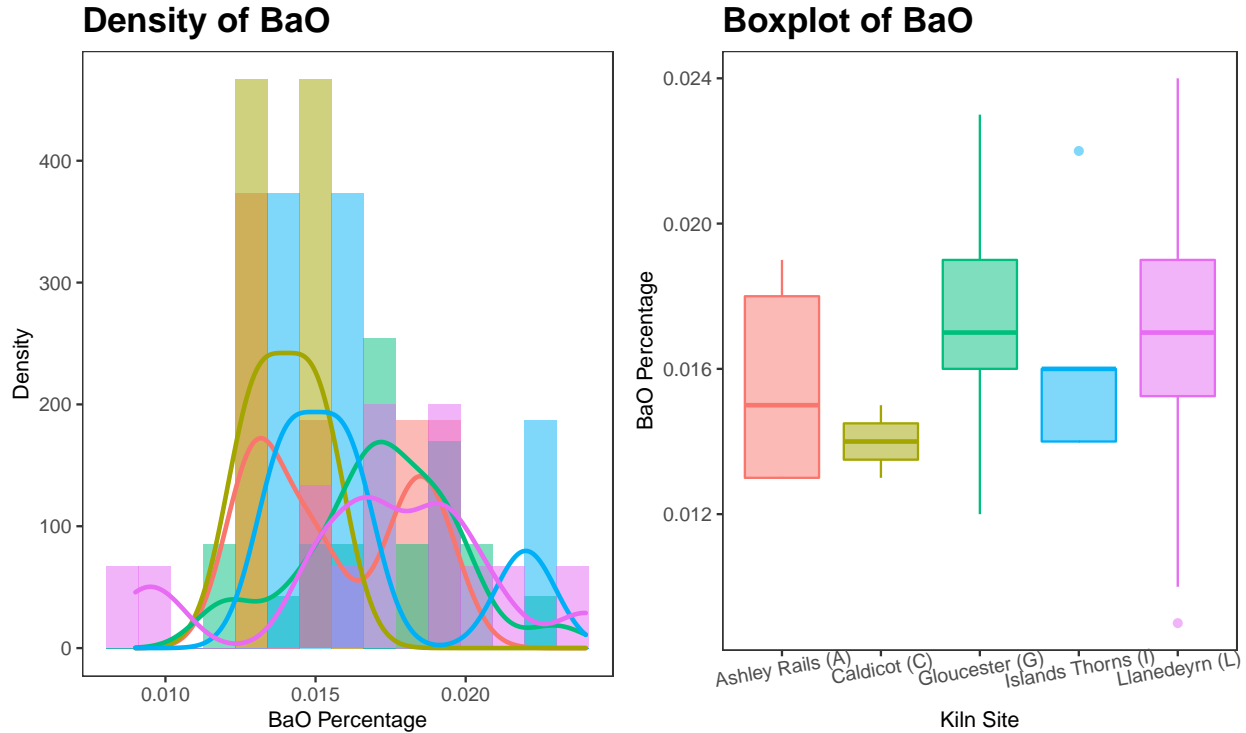 Density of BaO
400
300
200
100
0
Density
0.010
0.015
0.020
BaO Percentage
Boxplot of BaO
0.024
0.020
0.016
0.012
BaO Percentage
Ashley Rails (A)
Caldicot (C)
Gloucester (G)
Islands Thorns (I)
Llanedeyrn (L)
Kiln Site